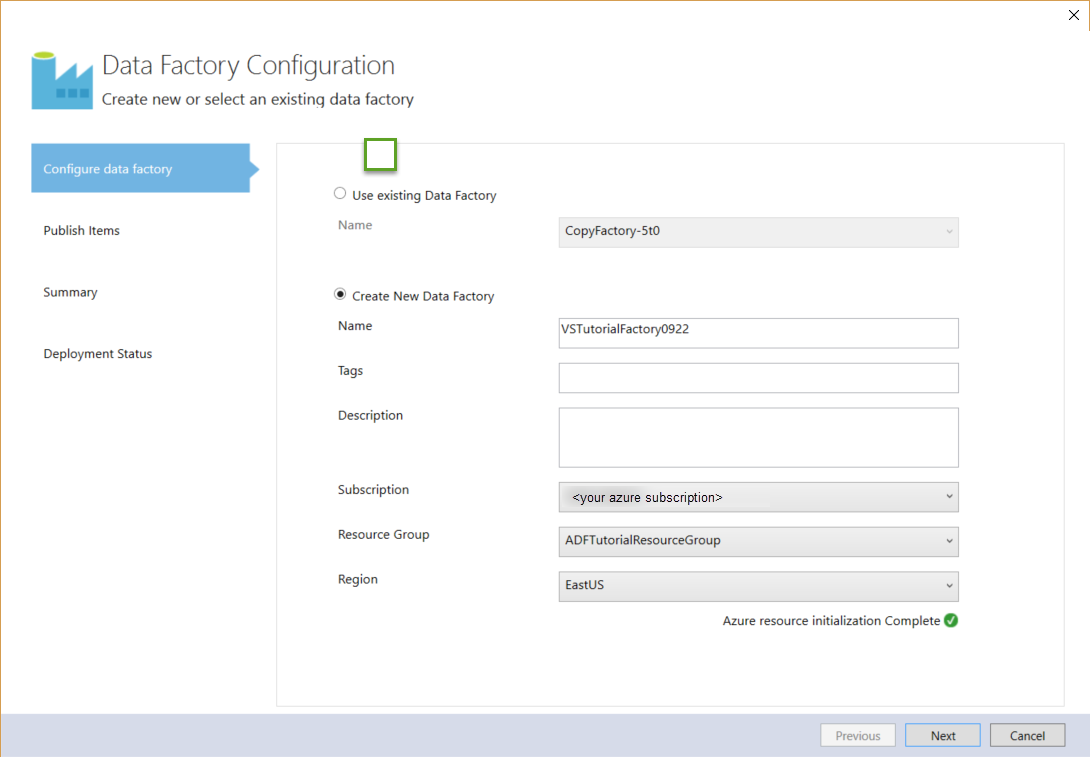 Data Factory Configuration
Create new or select an existing data factory
Configure data factory
Publish Items
Summary
Deployment Status
Use existing Data Factory
Name
CopyFactory-5t0
Create New Data Factory
Name
VSTutorialFactory0922
Tags
Description
Subscription
<your azure subscription>
Resource Group
ADFTutorialResourceGroup
Region
EastUS
Azure resource initialization Complete
Previous
Next
Cancel